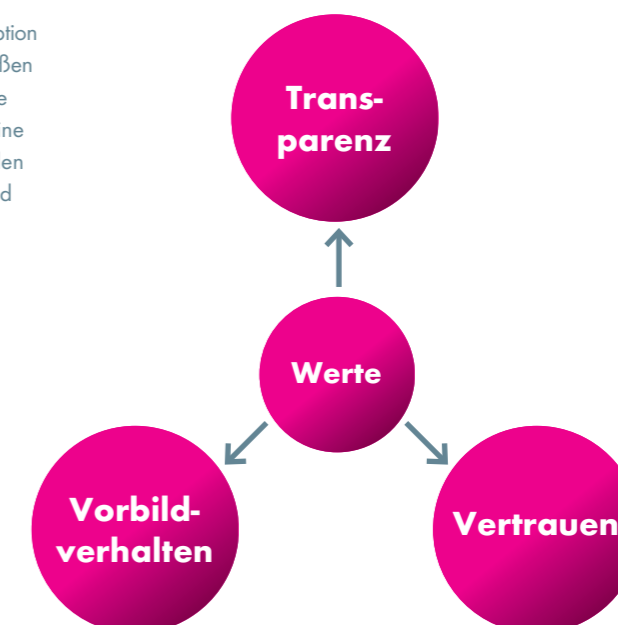 Trans-
parenz
Werte
Vorbild-
verhalten
Vertrauen